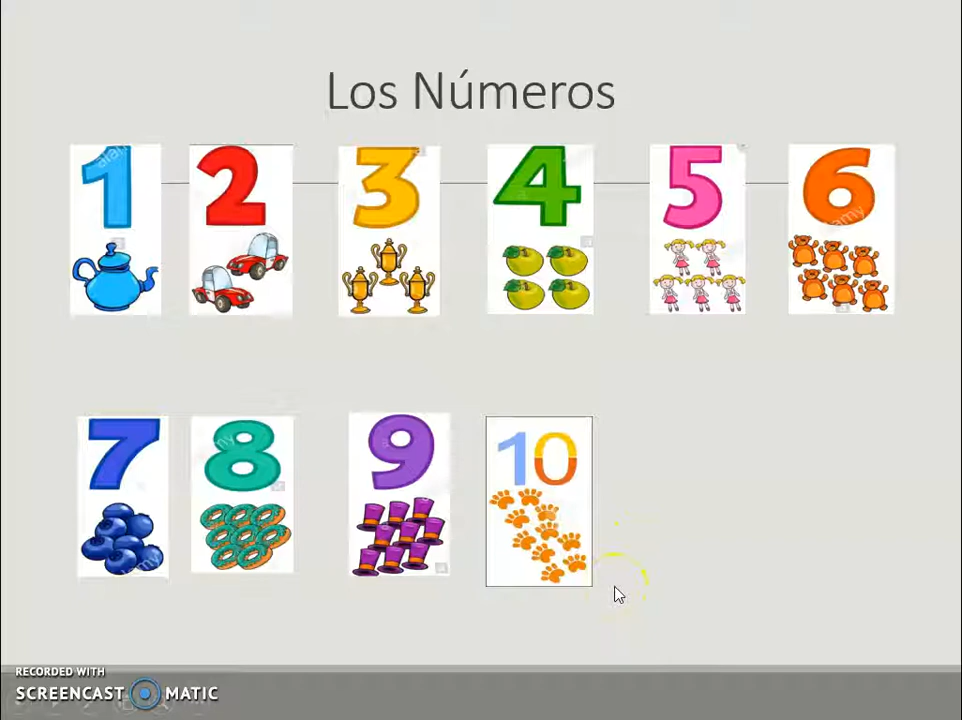 Los Números
1 2 3 4 5 6
7 8 9 10
RECORDED WITH
SCREENCAST MATIC